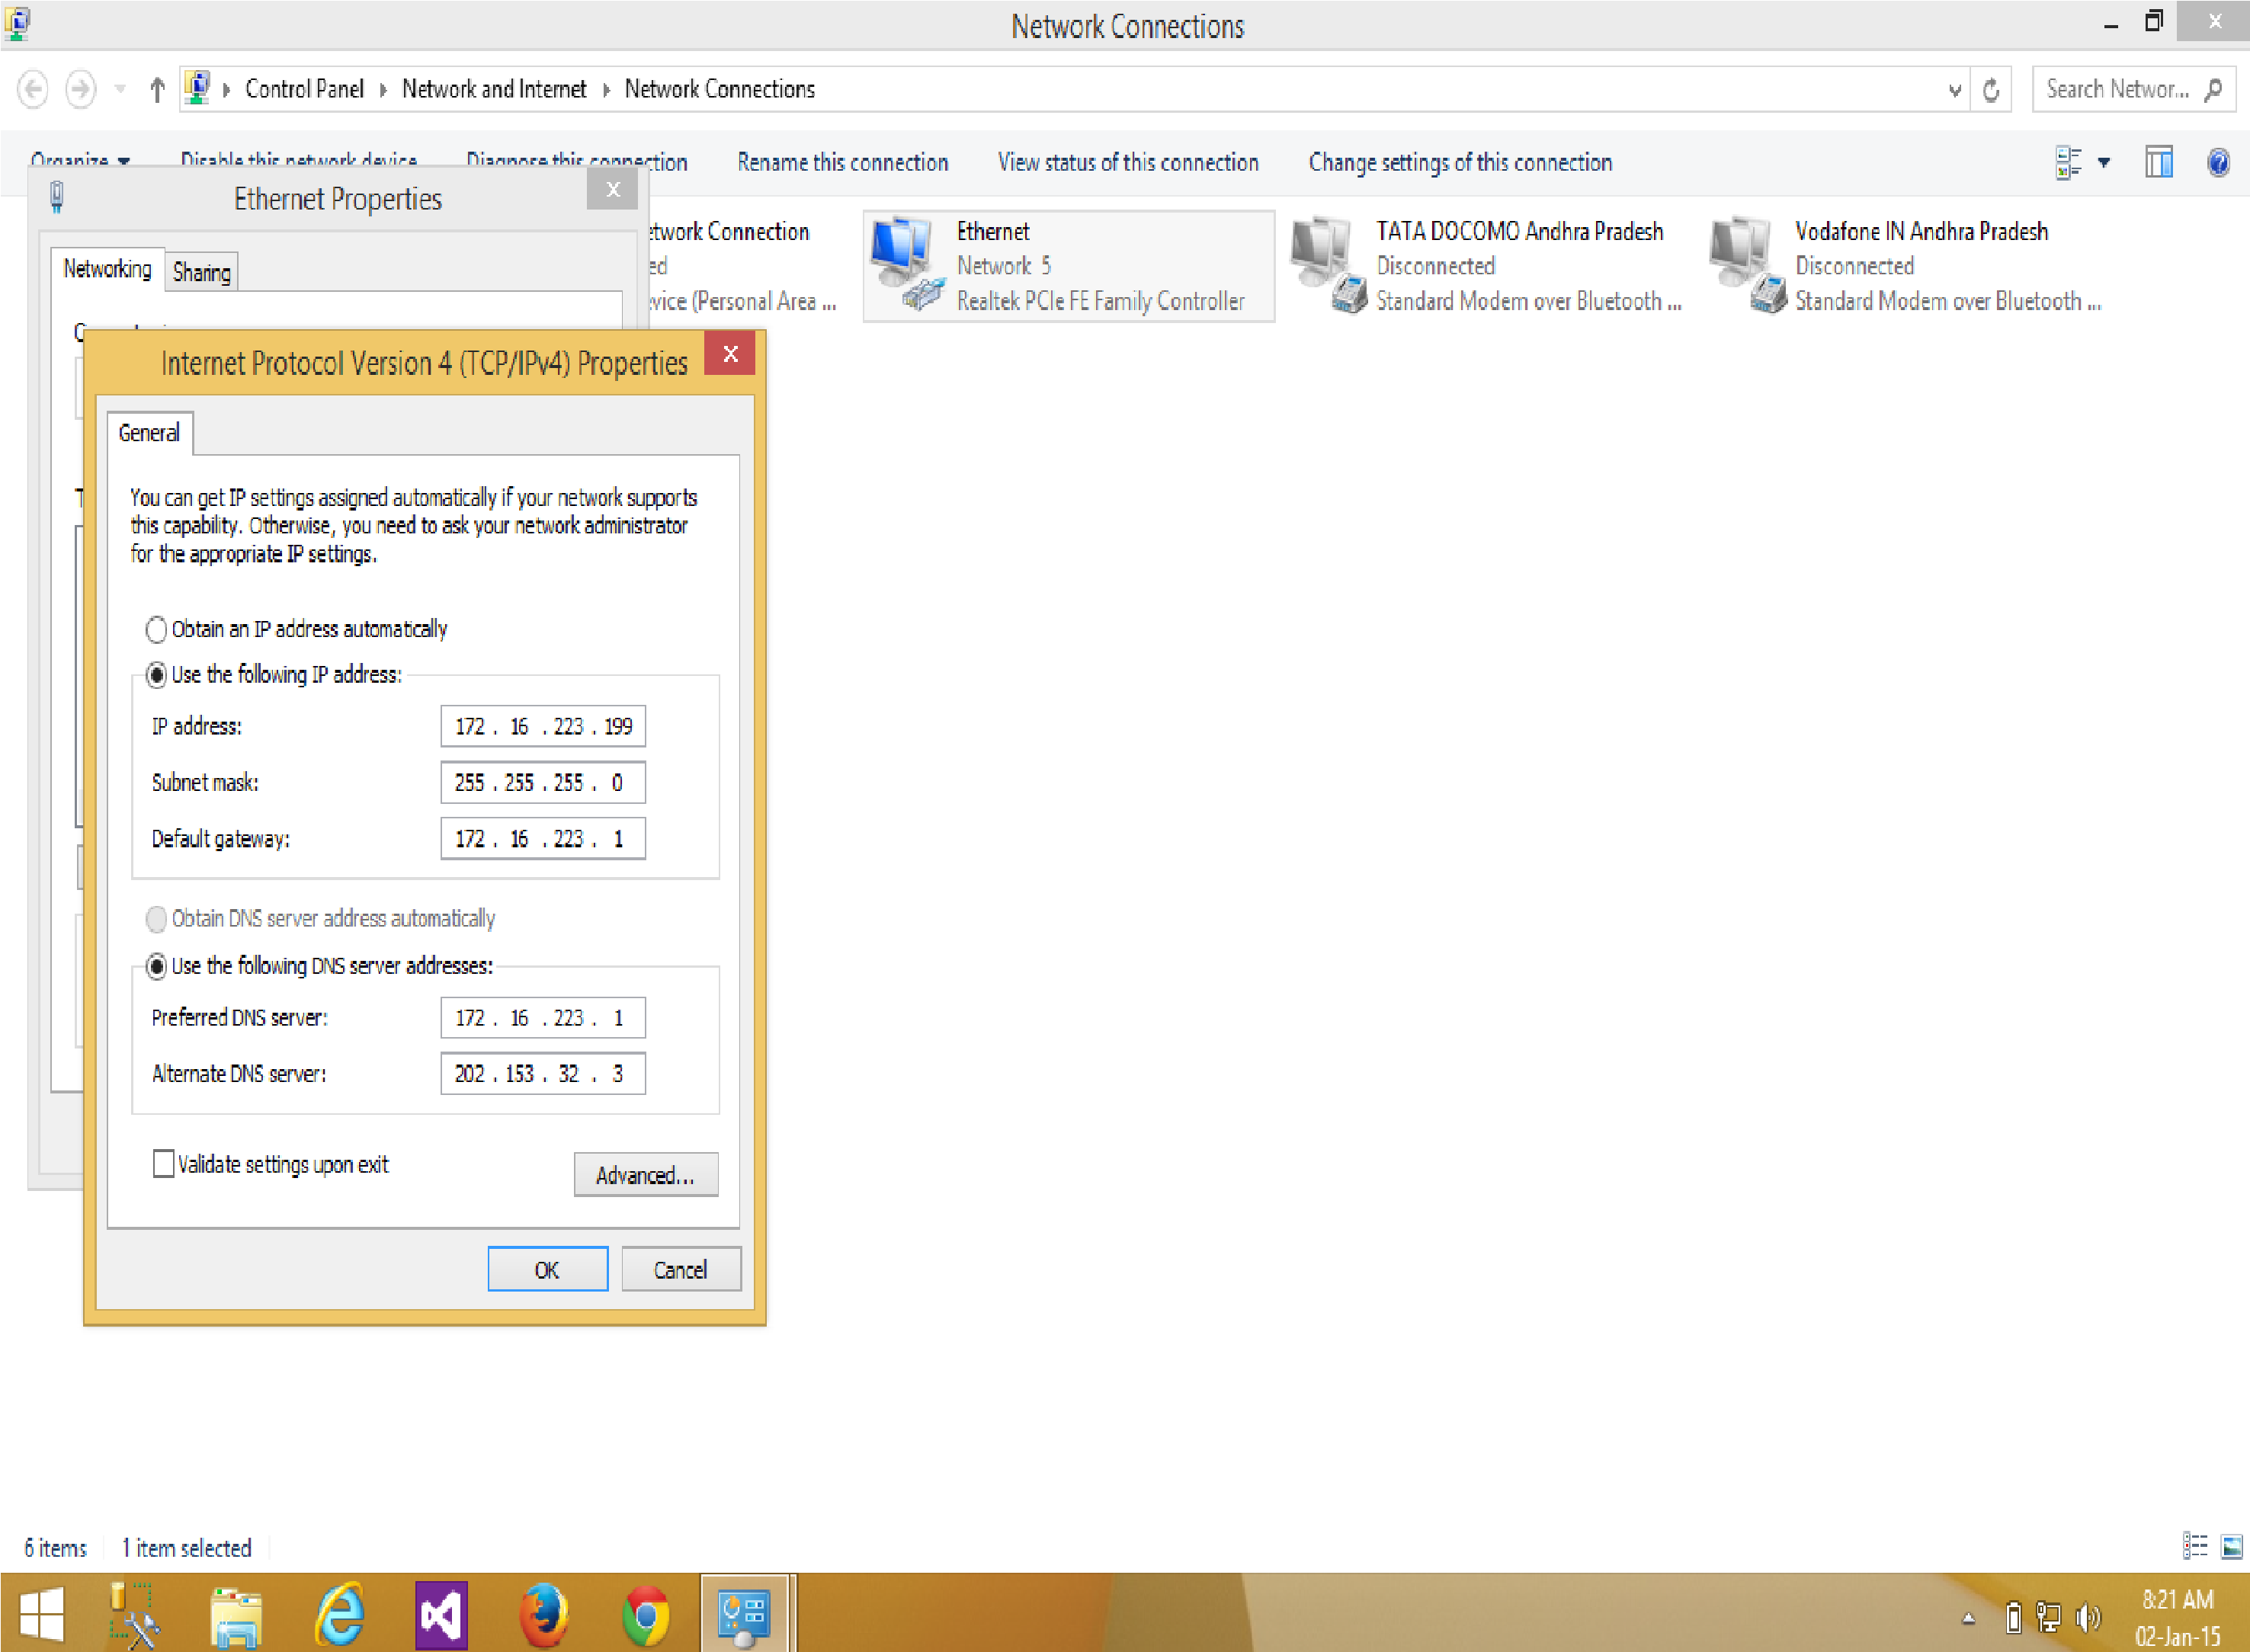 Network Connections
Control Panel Network and Internet Network Connections
Search Networ...
Organize Disable this network device Diagnose this connection Rename this connection View status of this connection Change settings of this connection
Ethernet Properties
Networking
Sharing
etwork Connection
ed
evice (Personal Area ...
Ethernet
Network 5
Realtek PCIe FE Family Controller
TATA DOCOMO Andhra Pradesh
Disconnected
Standard Modem over Bluetooth ...
Vodafone IN Andhra Pradesh
Disconnected
Standard Modem over Bluetooth ...
Internet Protocol Version 4 (TCP/IPv4) Properties
General
You can get IP settings assigned automatically if your network supports
this capability. Otherwise, you need to ask your network administrator
for the appropriate IP settings.
Obtain an IP address automatically
Use the following IP address:
IP address: 172 . 16 . 223 . 199
Subnet mask: 255 . 255 . 255 . 0
Default gateway: 172 . 16 . 223 . 1
Obtain DNS server address automatically
Use the following DNS server addresses:
Preferred DNS server: 172 . 16 . 223 . 1
Alternate DNS server: 202 . 153 . 32 . 3
Validate settings upon exit
Advanced...
OK Cancel
6 items 1 item selected
8:21 AM
02-Jan-15